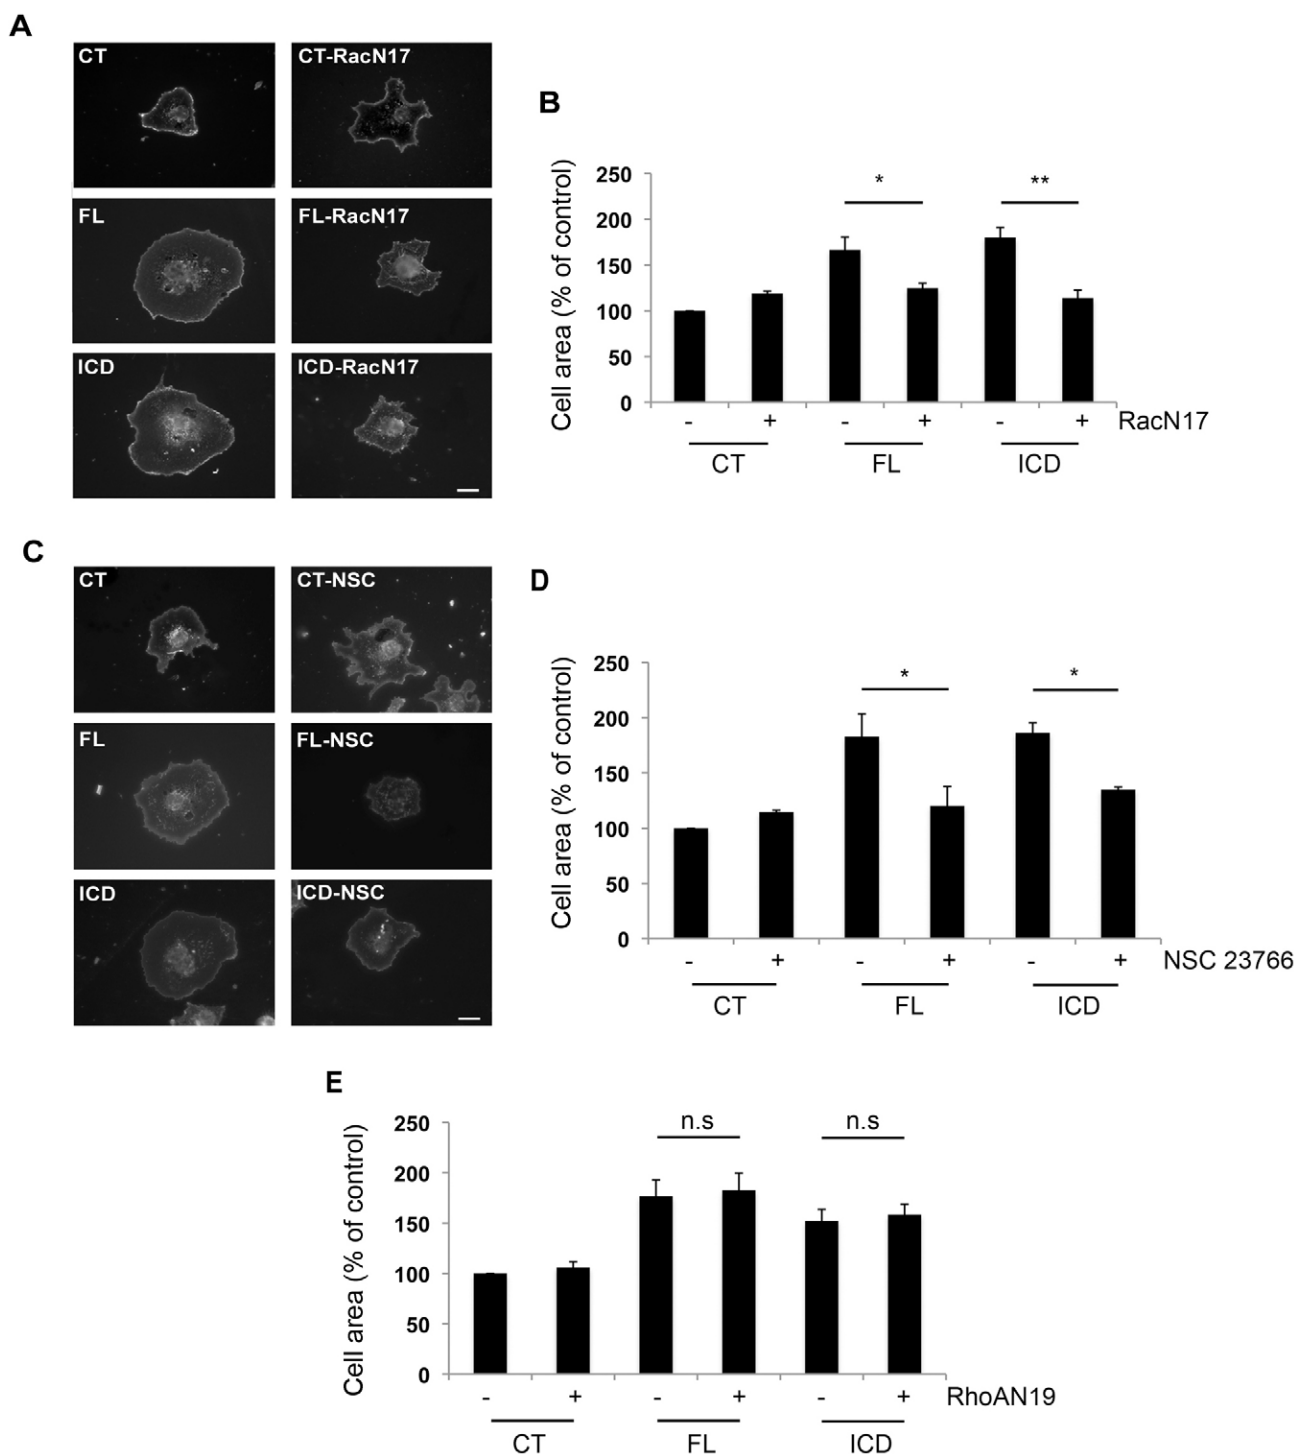 A
CT
CT-RacN17
FL
FL-RacN17
ICD
ICD-RacN17
B
Cell area (% of control)
250
200
150
100
50
0
*
**
- + - + - + RacN17
CT FL ICD
C
CT
CT-NSC
FL
FL-NSC
ICD
ICD-NSC
D
Cell area (% of control)
250
200
150
100
50
0
* *
- + - + - + NSC 23766
CT FL ICD
E
Cell area (% of control)
250
200
150
100
50
0
n.s n.s
- + - + - + RhoAN19
CT FL ICD